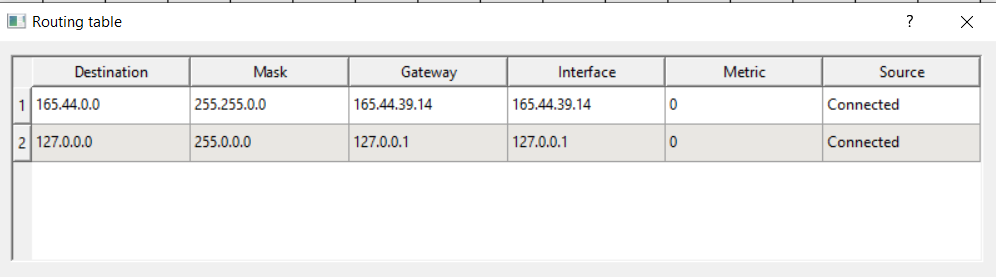 Routing table
Destination Mask Gateway Interface Metric Source
1 165.44.0.0 255.255.0.0 165.44.39.14 165.44.39.14 0 Connected
2 127.0.0.0 255.0.0.0 127.0.0.1 127.0.0.1 0 Connected